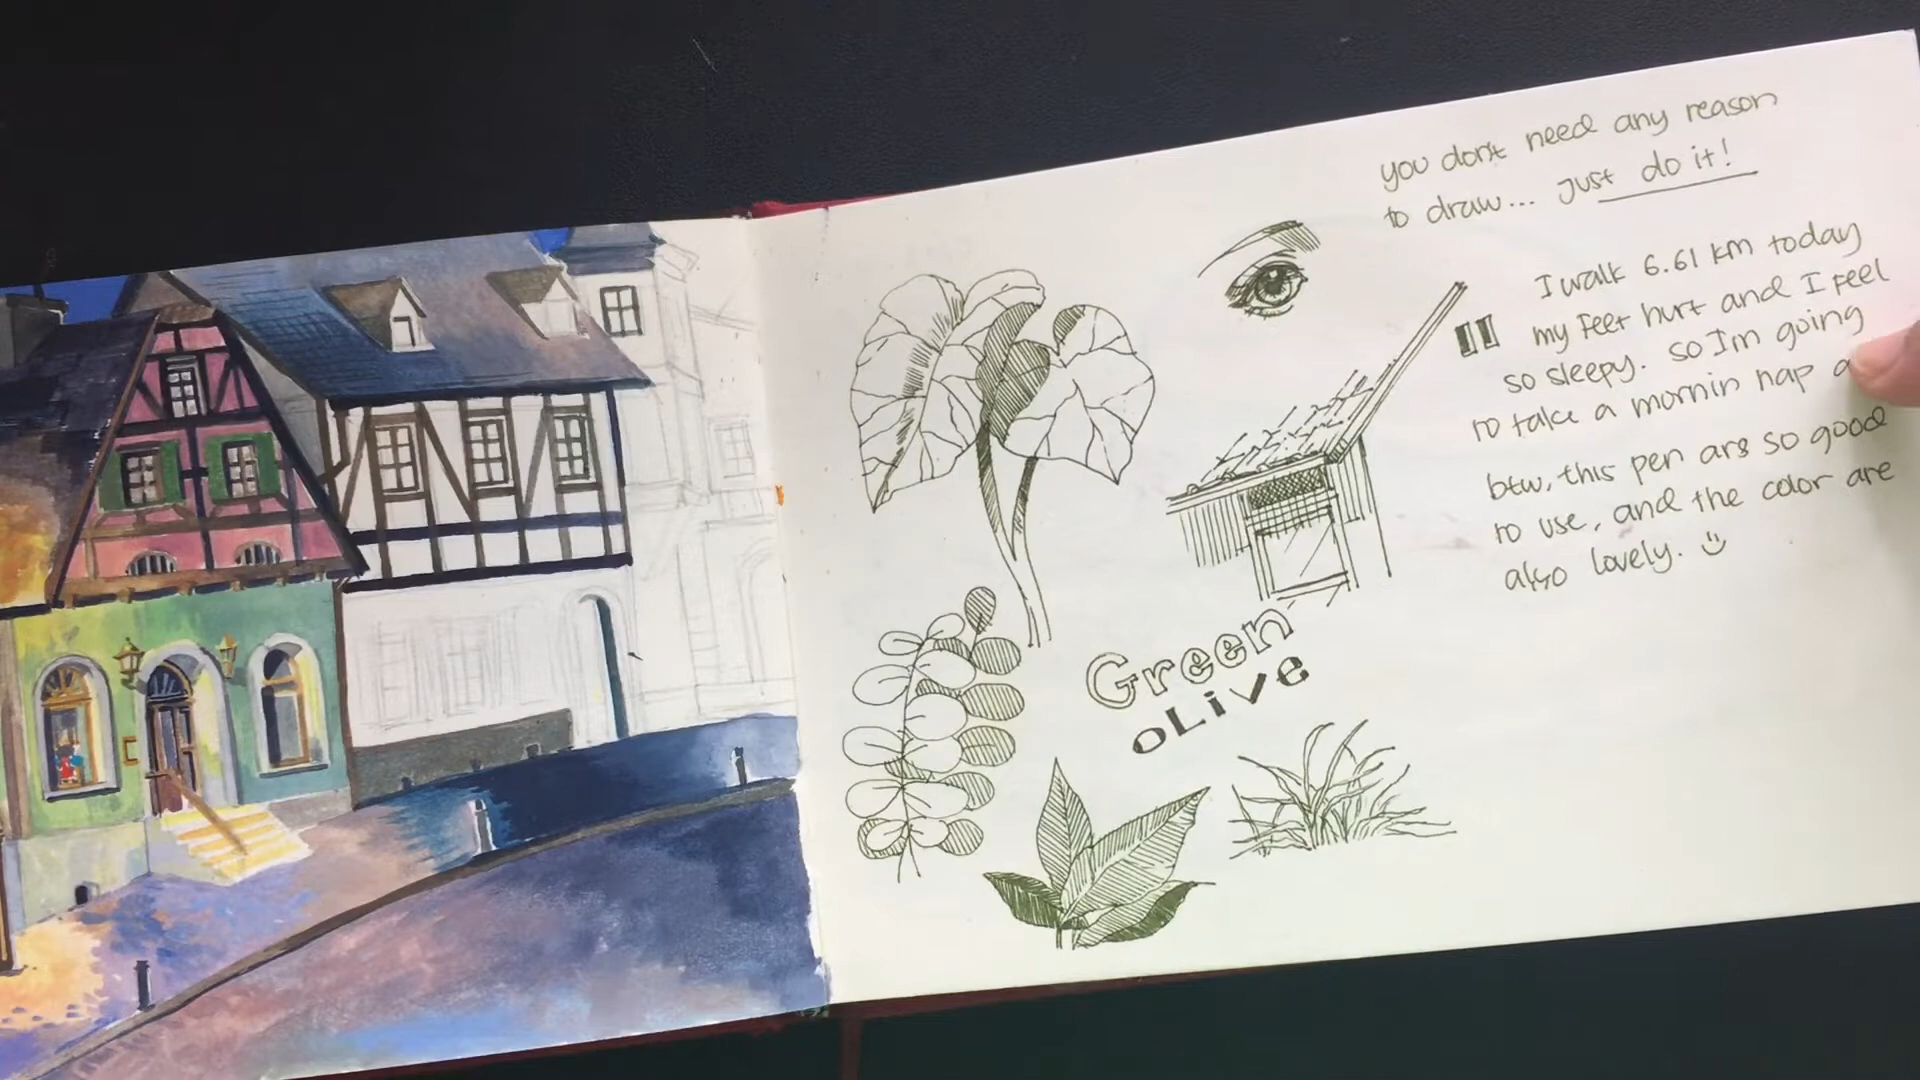 you don't need any reason
to draw... just do it!
I walk 6.61 km today
my feet hurt and I feel
so sleepy. so I'm going
to take a mornin nap a
btw, this pen are so good
to use, and the color are
also lovely.
Green
oLive